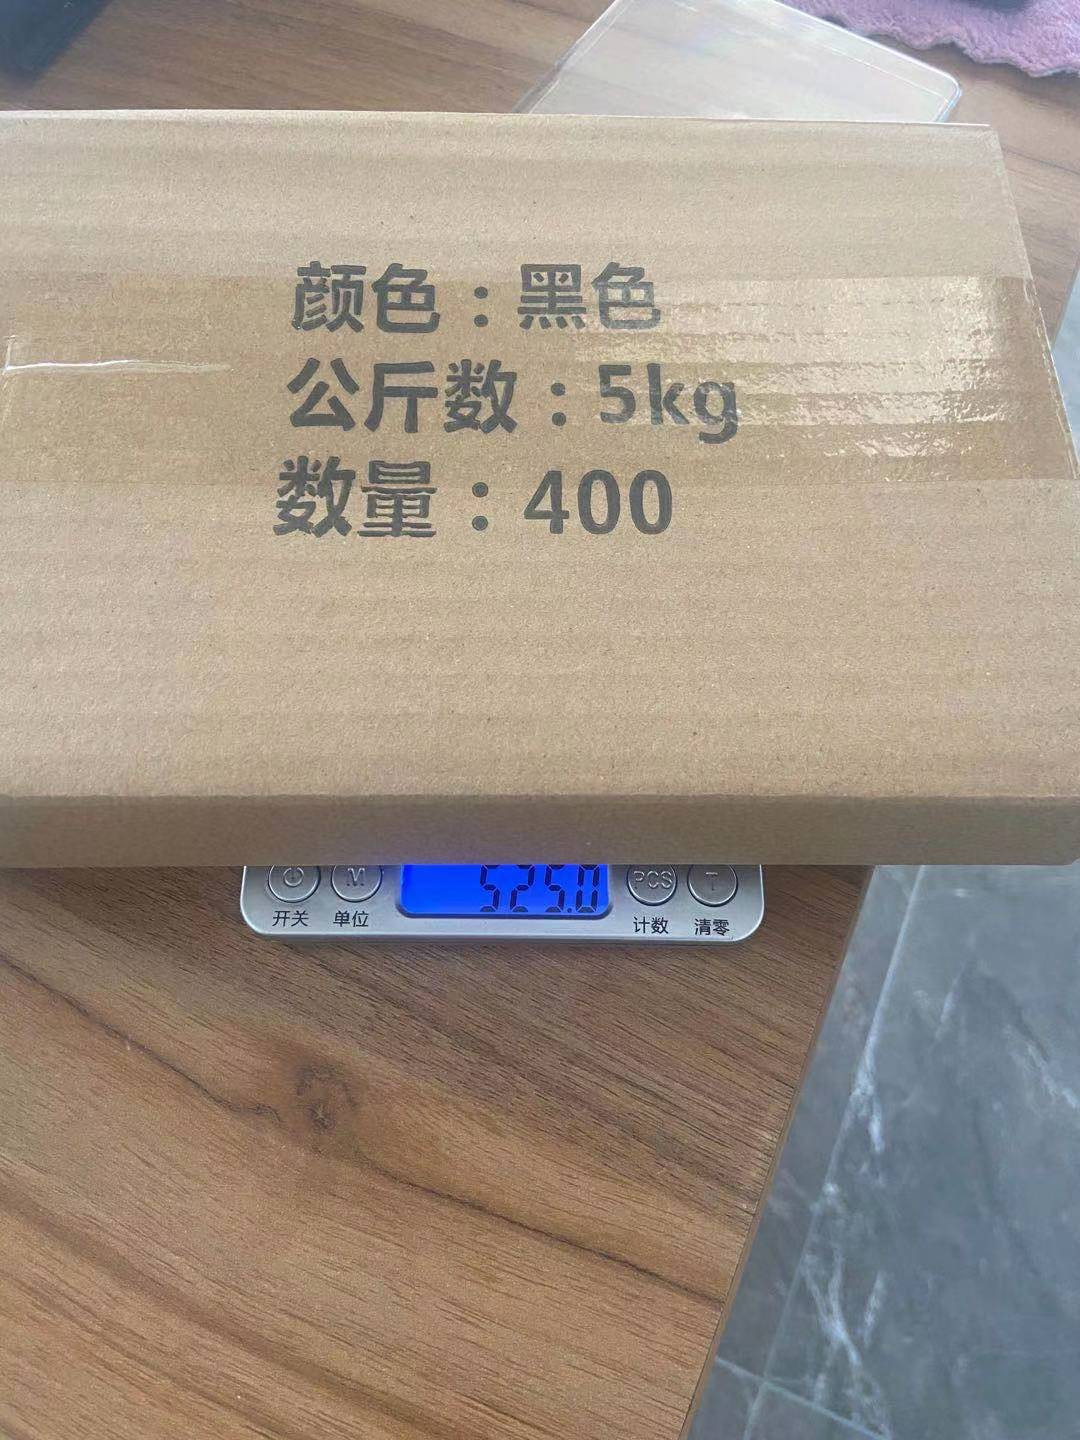 颜色：黑色
公斤数：5kg
数量：400
525.0
M PCS T
开关 单位 计数 清零